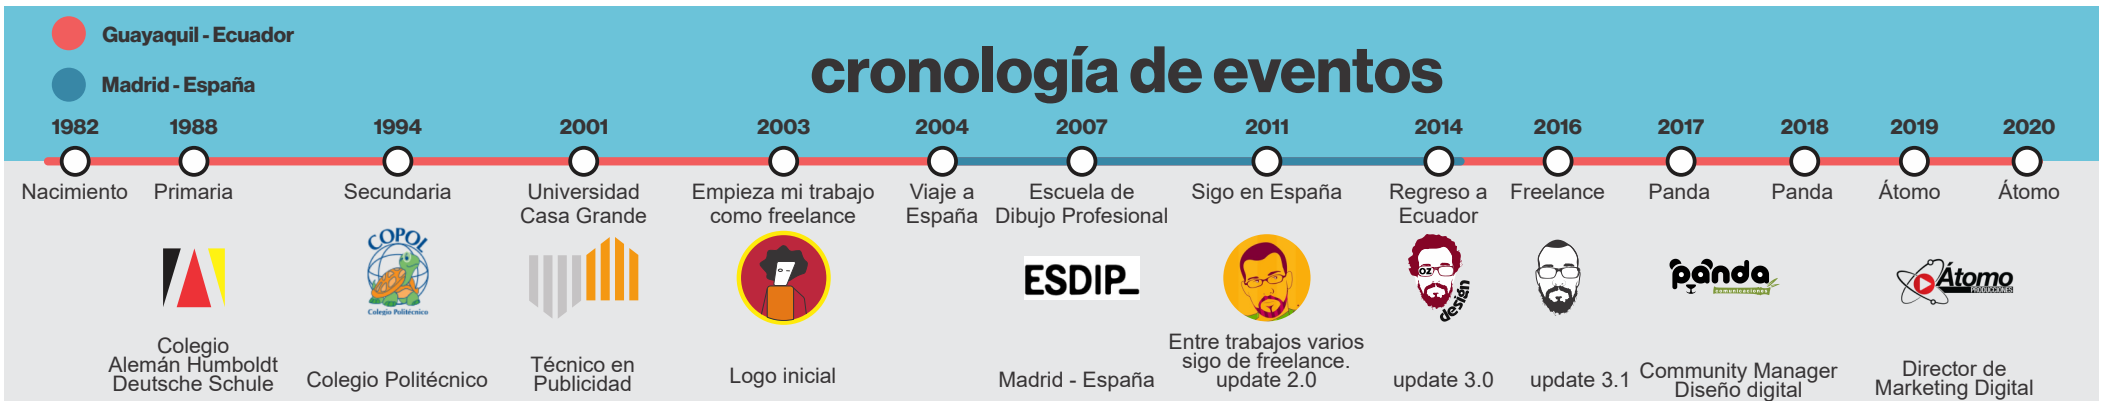 Guayaquil - Ecuador
Madrid - España
cronología de eventos
1982 1988 1994 2001 2003 2004 2007 2011 2014 2016 2017 2018 2019 2020
Nacimiento Primaria Secundaria Universidad Empieza mi trabajo Viaje a Escuela de Sigo en España Regreso a Freelance Panda Panda Átomo Átomo
Casa Grande como freelance España Dibujo Profesional Ecuador
COPOL
Colegio Politécnico
ESDIP_
oz
design
panda
comunicaciones
Átomo
PRODUCCIONES
Colegio
Alemán Humboldt
Deutsche Schule
Colegio Politécnico
Técnico en
Publicidad
Logo inicial
Madrid - España
Entre trabajos varios
sigo de freelance.
update 2.0
update 3.0
update 3.1
Community Manager
Diseño digital
Director de
Marketing Digital